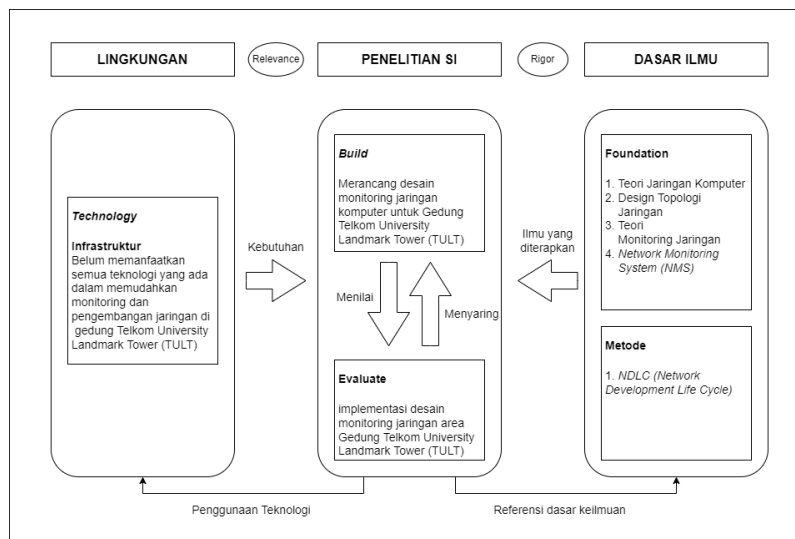 LINGKUNGAN
Relevance
PENELITIAN SI
Rigor
DASAR ILMU
Technology
Infrastruktur
Belum memanfaatkan
semua teknologi yang ada
dalam memudahkan
monitoring dan
pengembangan jaringan di
gedung Telkom University
Landmark Tower (TULT)
Kebutuhan
Build
Merancang desain
monitoring jaringan
komputer untuk Gedung
Telkom University
Landmark Tower (TULT)
Menilai
Menyaring
Evaluate
implementasi desain
monitoring jaringan area
Gedung Telkom University
Landmark Tower (TULT)
Ilmu yang
diterapkan
Foundation
1. Teori Jaringan Komputer
2. Design Topologi
Jaringan
3. Teori
Monitoring Jaringan
4. Network Monitoring
System (NMS)
Metode
1. NDLC (Network
Development Life Cycle)
Penggunaan Teknologi
Referensi dasar keilmuan